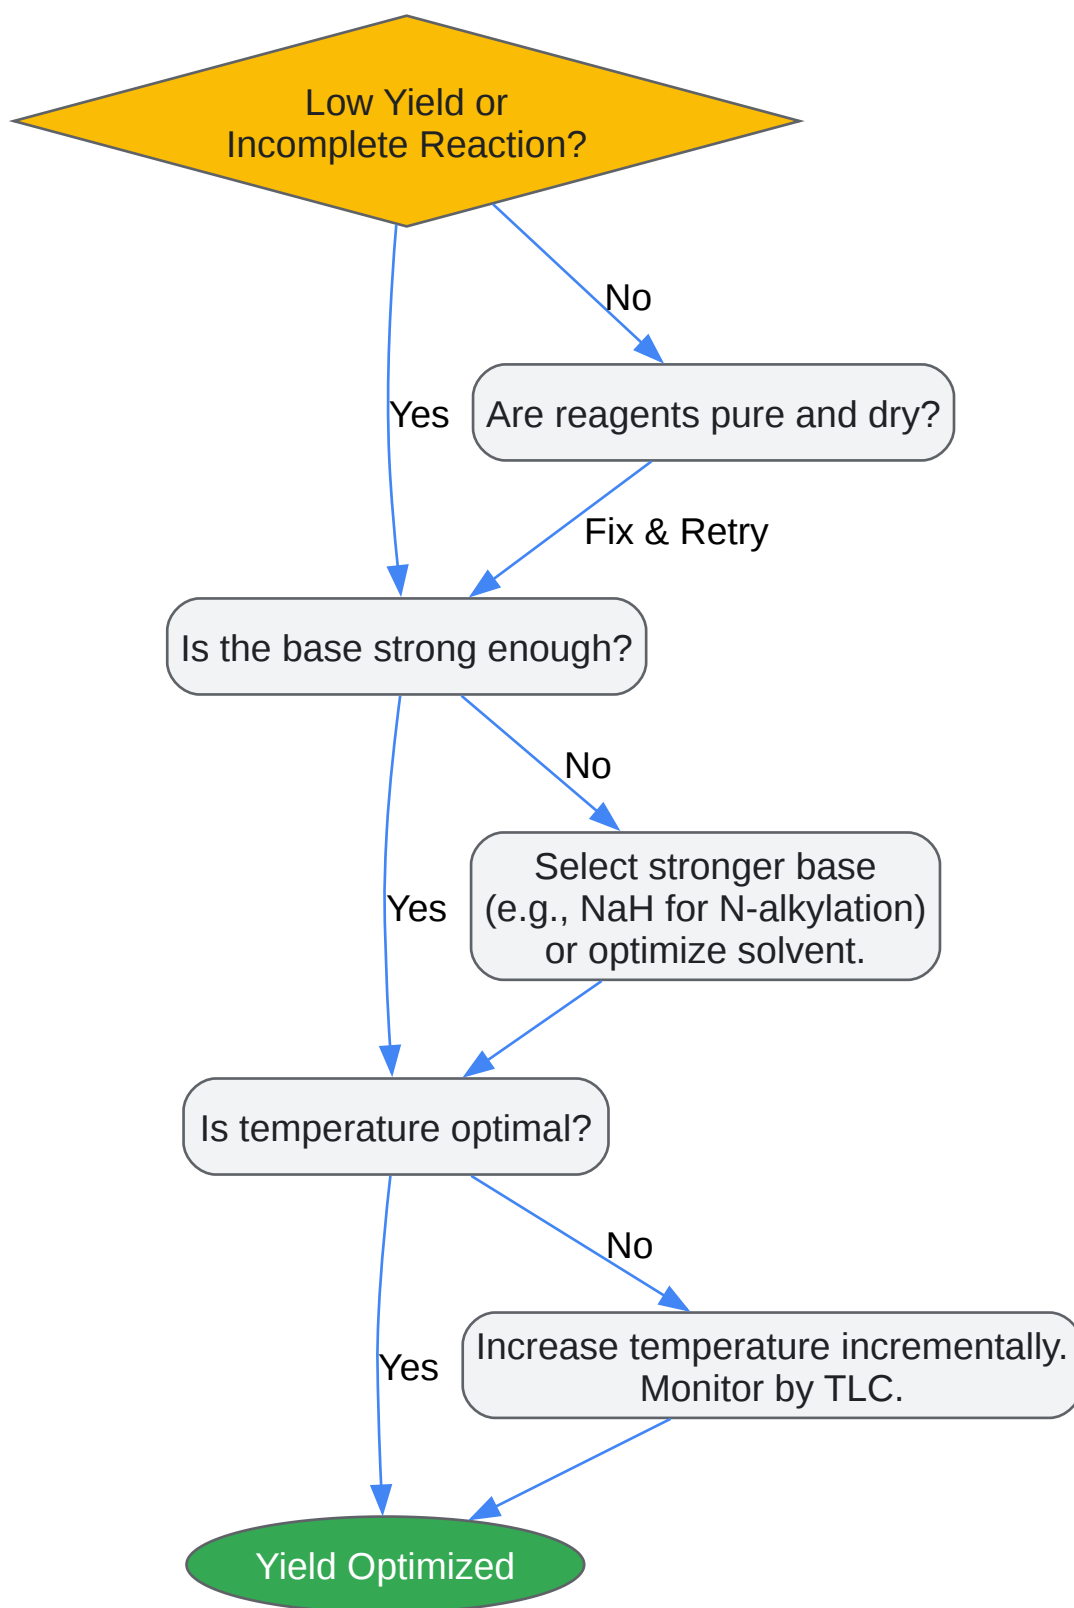 Low Yield or
Incomplete Reaction?
No
Yes
Are reagents pure and dry?
Fix & Retry
Is the base strong enough?
No
Yes
Select stronger base
(e.g., NaH for N-alkylation)
or optimize solvent.
Is temperature optimal?
No
Yes
Increase temperature incrementally.
Monitor by TLC.
Yield Optimized